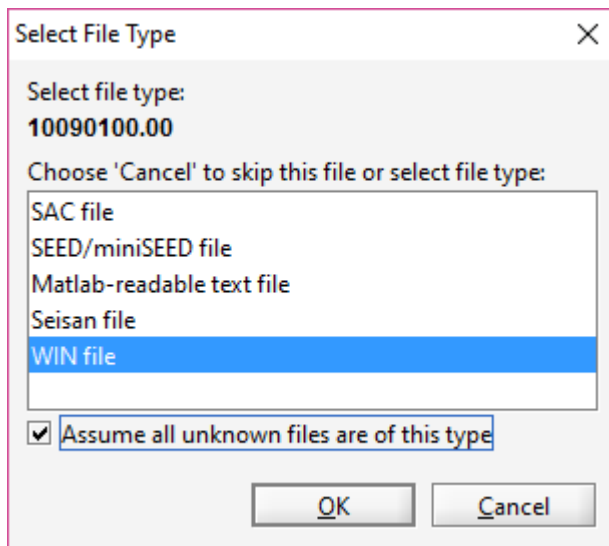 Select File Type
Select file type:
10090100.00
Choose 'Cancel' to skip this file or select file type:
SAC file
SEED/miniSEED file
Matlab-readable text file
Seisan file
WIN file
Assume all unknown files are of this type
OK
Cancel